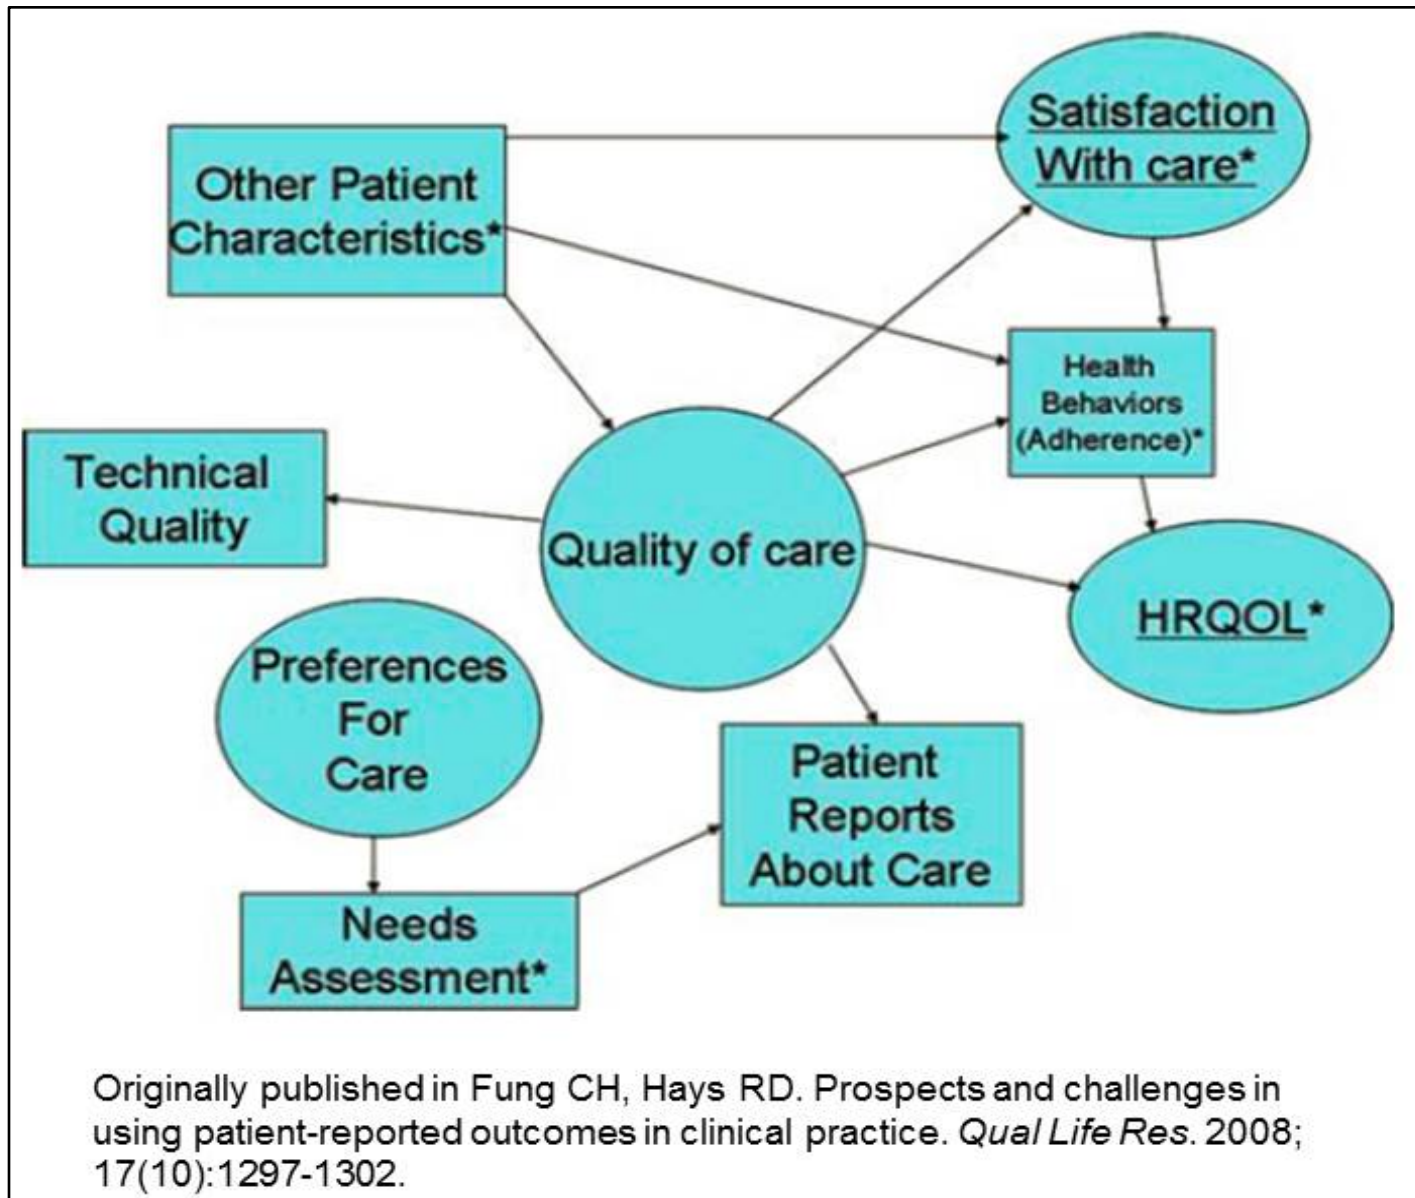 Satisfaction
With care*
Other Patient
Characteristics*
Health
Behaviors
(Adherence)*
Technical
Quality
Quality of care
HRQOL*
Preferences
For
Care
Patient
Reports
About Care
Needs
Assessment*
Originally published in Fung CH, Hays RD. Prospects and challenges in
using patient-reported outcomes in clinical practice. Qual Life Res. 2008;
17(10):1297-1302.